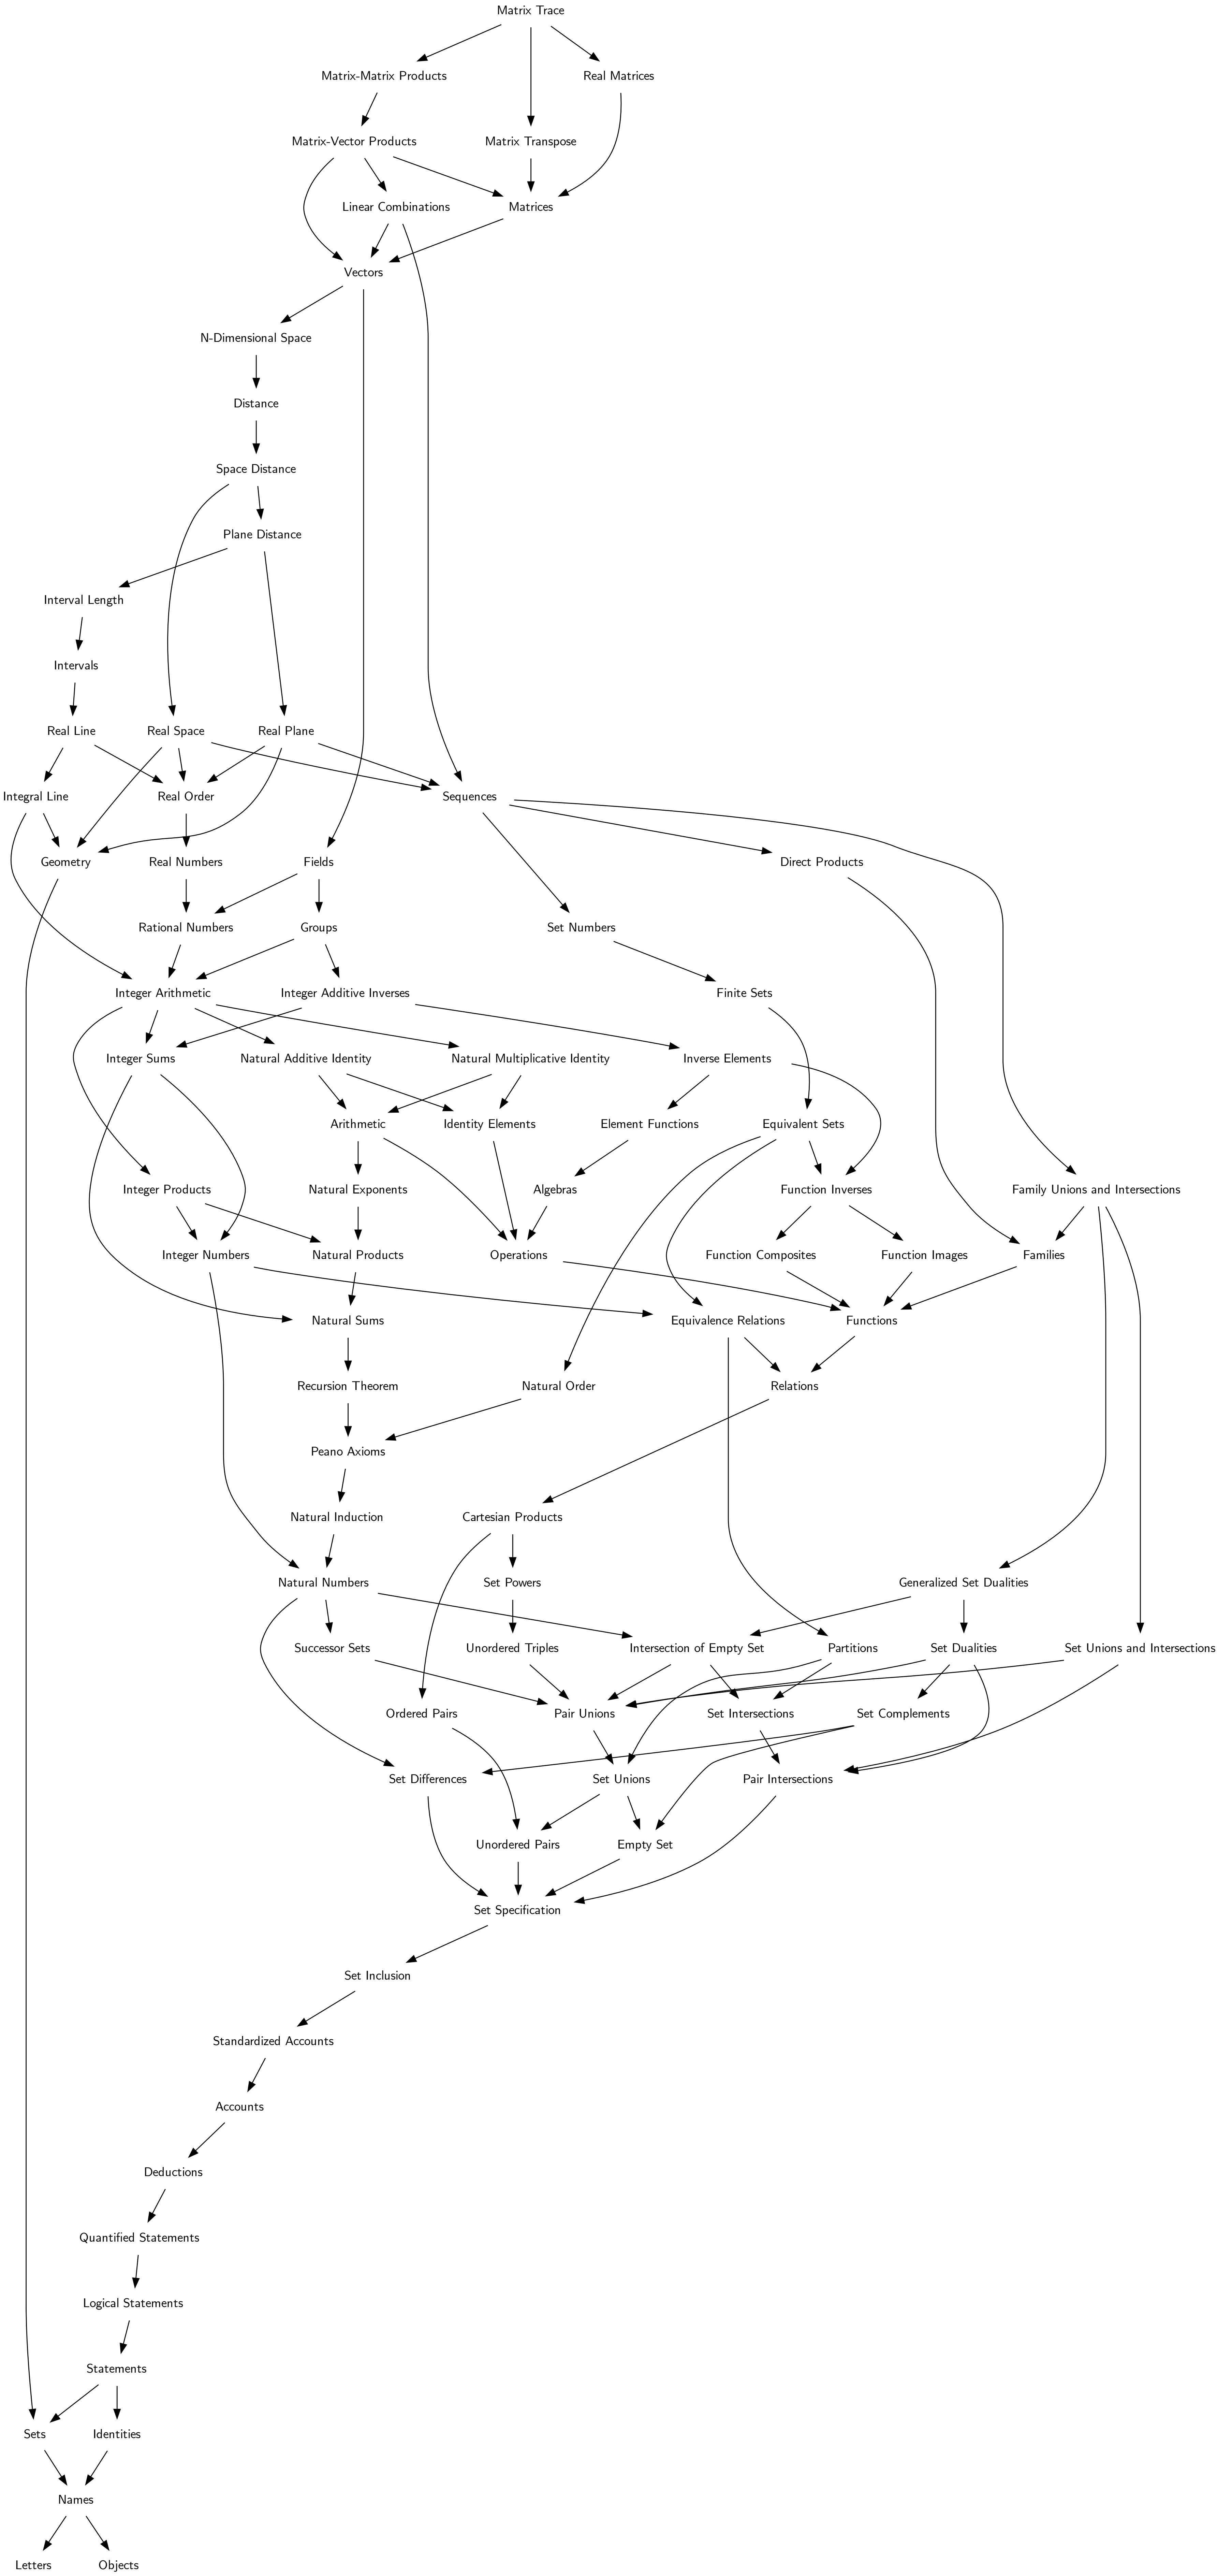 Matrix Trace
Matrix-Matrix Products
Real Matrices
Matrix-Vector Products
Matrix Transpose
Linear Combinations
Matrices
Vectors
N-Dimensional Space
Distance
Space Distance
Plane Distance
Interval Length
Intervals
Real Line
Real Space
Real Plane
Integral Line
Real Order
Sequences
Geometry
Real Numbers
Fields
Direct Products
Rational Numbers
Groups
Set Numbers
Integer Arithmetic
Integer Additive Inverses
Finite Sets
Integer Sums
Natural Additive Identity
Natural Multiplicative Identity
Inverse Elements
Arithmetic
Identity Elements
Element Functions
Equivalent Sets
Integer Products
Natural Exponents
Algebras
Function Inverses
Family Unions and Intersections
Integer Numbers
Natural Products
Operations
Function Composites
Function Images
Families
Natural Sums
Equivalence Relations
Functions
Recursion Theorem
Natural Order
Relations
Peano Axioms
Natural Induction
Cartesian Products
Natural Numbers
Set Powers
Generalized Set Dualities
Successor Sets
Unordered Triples
Intersection of Empty Set
Partitions
Set Dualities
Set Unions and Intersections
Ordered Pairs
Pair Unions
Set Intersections
Set Complements
Set Differences
Set Unions
Pair Intersections
Unordered Pairs
Empty Set
Set Specification
Set Inclusion
Standardized Accounts
Accounts
Deductions
Quantified Statements
Logical Statements
Statements
Sets
Identities
Names
Letters
Objects